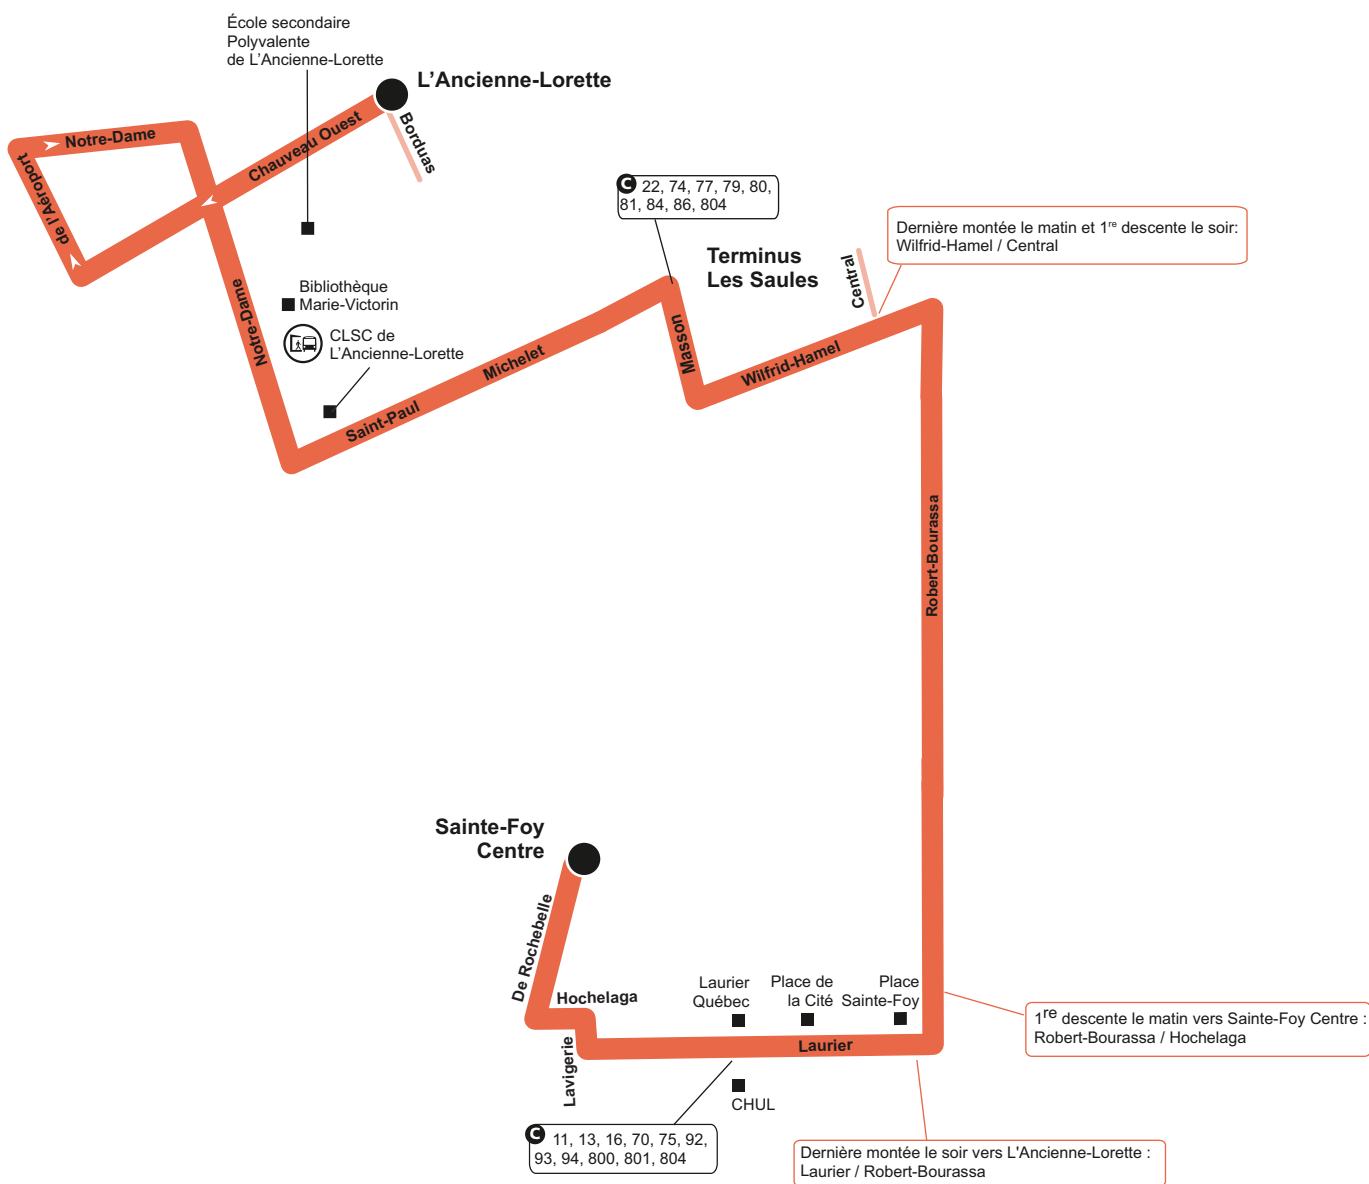 École secondaire
Polyvalente
de L'Ancienne-Lorette
L'Ancienne-Lorette
Borduas
Chauveau Ouest
Notre-Dame
de l'Aéroport
Notre-Dame
Bibliothèque
Marie-Victorin
CLSC de
L'Ancienne-Lorette
Saint-Paul
Michelet
C 22, 74, 77, 79, 80,
81, 84, 86, 804
Terminus
Les Saules
Masson
Wilfrid-Hamel
Central
Dernière montée le matin et 1re descente le soir:
Wilfrid-Hamel / Central
Robert-Bourassa
Sainte-Foy
Centre
De Rochebelle
Hochelaga
Lavigerie
Laurier
Québec
Place de
la Cité
Place
Sainte-Foy
Laurier
CHUL
1re descente le matin vers Sainte-Foy Centre :
Robert-Bourassa / Hochelaga
C 11, 13, 16, 70, 75, 92,
93, 94, 800, 801, 804
Dernière montée le soir vers L'Ancienne-Lorette :
Laurier / Robert-Bourassa